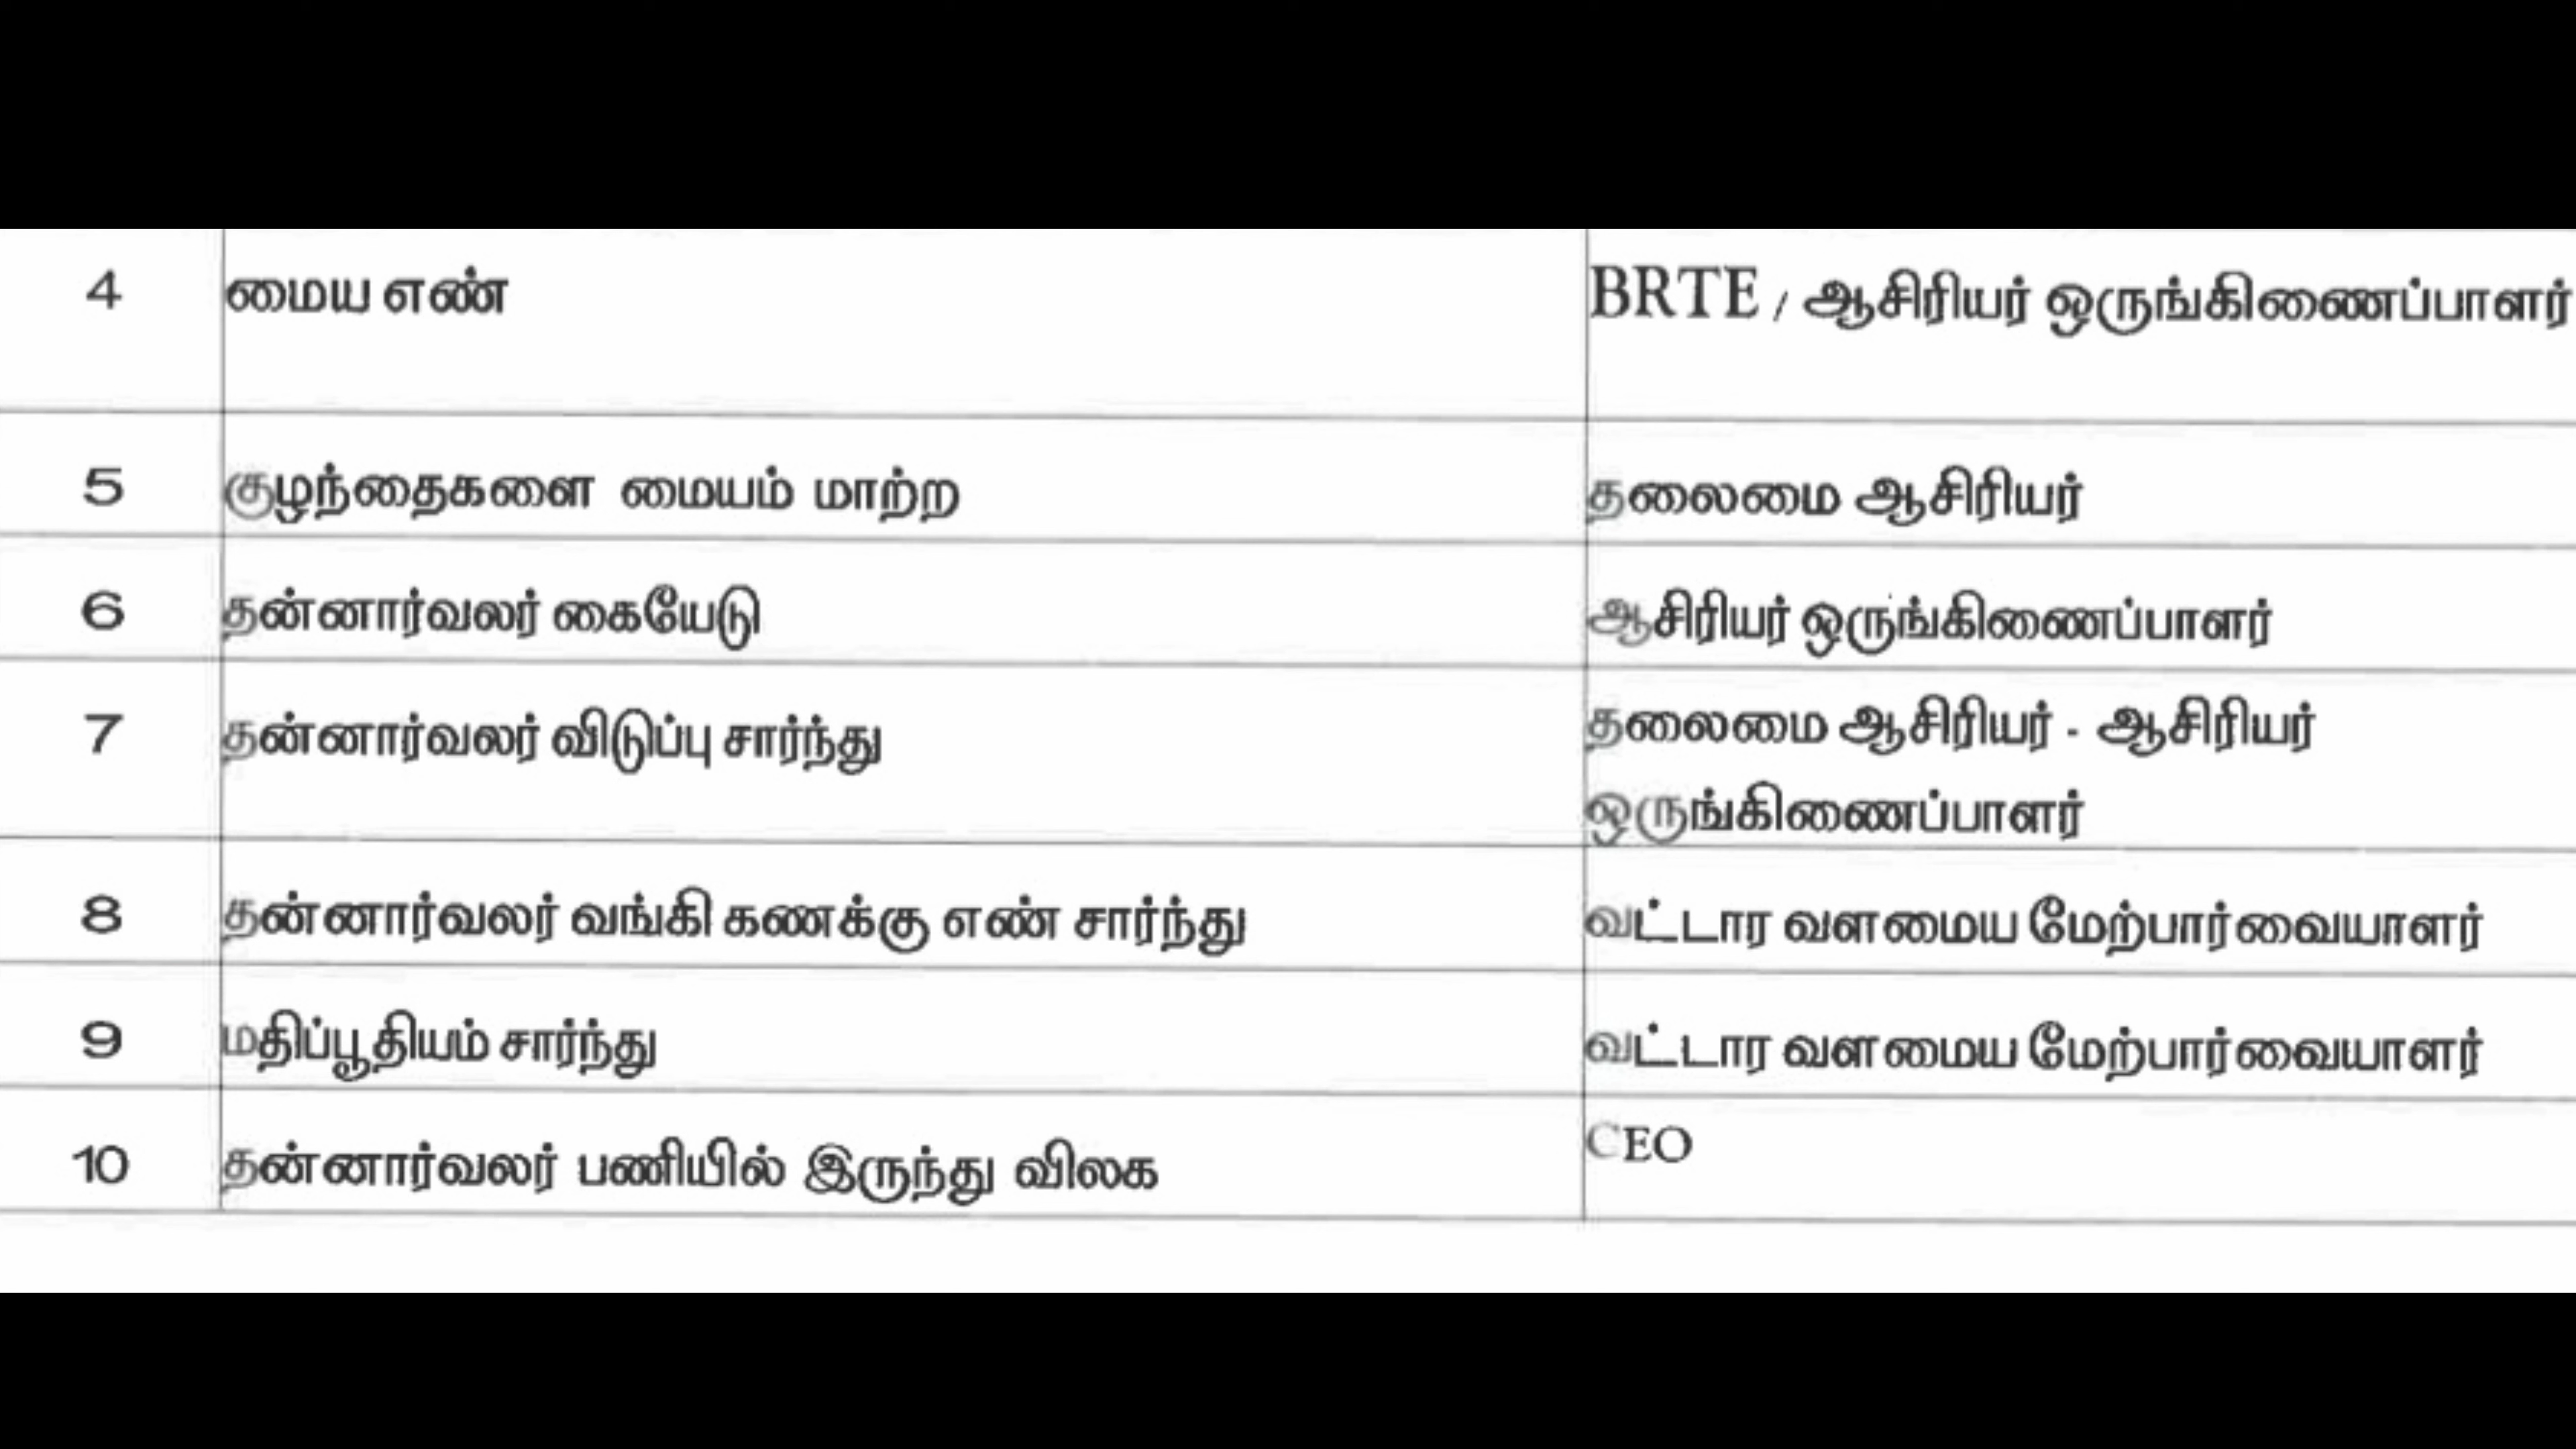 4 மைய எண் BRTE / ஆசிரியர் ஒருங்கிணைப்பாளர்
5 குழந்தைகளை மையம் மாற்ற தலைமை ஆசிரியர்
6 தன்னார்வலர் கையேடு ஆசிரியர் ஒருங்கிணைப்பாளர்
7 தன்னார்வலர் விடுப்பு சார்ந்து தலைமை ஆசிரியர் - ஆசிரியர்
ஒருங்கிணைப்பாளர்
8 தன்னார்வலர் வங்கி கணக்கு எண் சார்ந்து வட்டார வளமைய மேற்பார்வையாளர்
9 மதிப்பூதியம் சார்ந்து வட்டார வளமைய மேற்பார்வையாளர்
10 தன்னார்வலர் பணியில் இருந்து விலக CEO